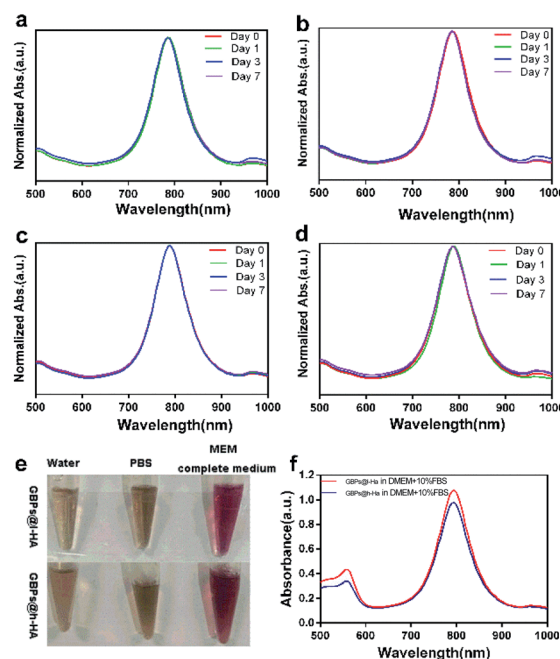 a
Normalized Abs.(a.u.)
Day 0
Day 1
Day 3
Day 7
500 600 700 800 900 1000
Wavelength(nm)
b
Normalized Abs.(a.u.)
Day 0
Day 1
Day 3
Day 7
500 600 700 800 900 1000
Wavelength(nm)
c
Normalized Abs.(a.u.)
Day 0
Day 1
Day 3
Day 7
500 600 700 800 900 1000
Wavelength(nm)
d
Normalized Abs.(a.u.)
Day 0
Day 1
Day 3
Day 7
500 600 700 800 900 1000
Wavelength(nm)
e
Water PBS MEM
complete medium
GBPs@l-HA
GBPs@h-HA
f
Absorbance(a.u.)
1.2
1.0
0.8
0.6
0.4
0.2
0.0
GBPs@l-Ha in DMEM+10%FBS
GBPs@h-Ha in DMEM+10%FBS
500 600 700 800 900 1000
Wavelength(nm)